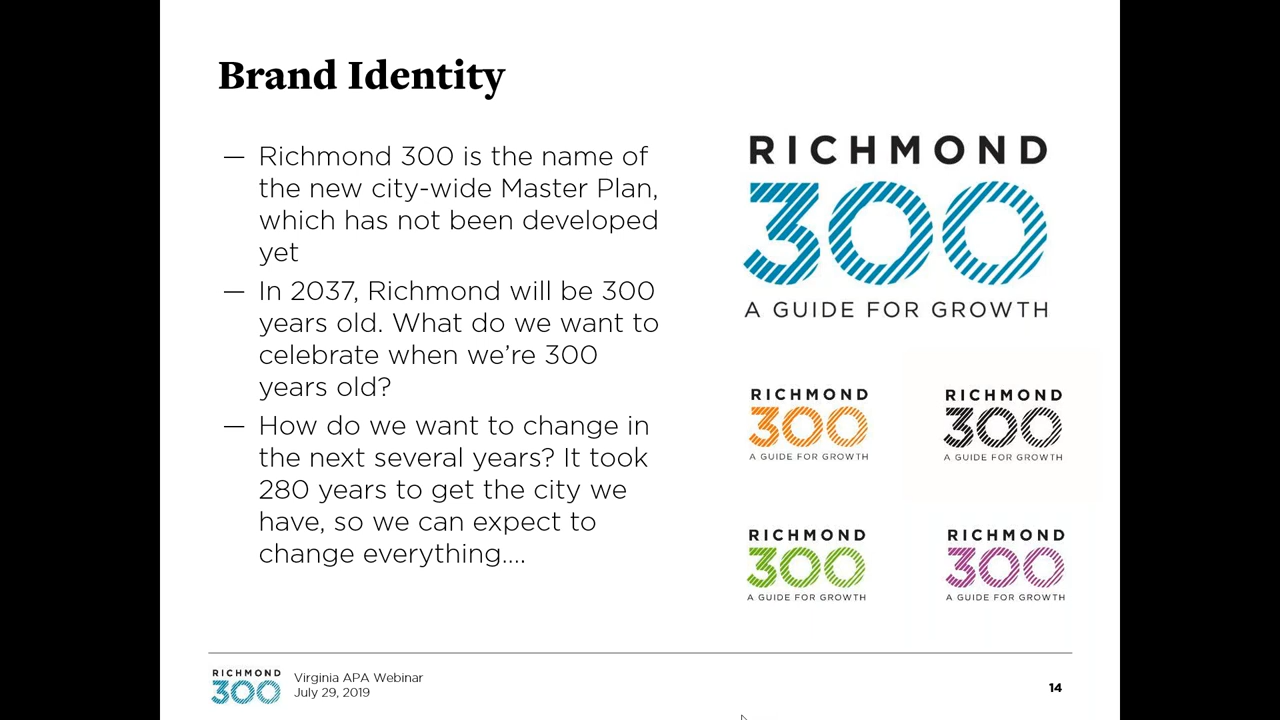 Brand Identity
— Richmond 300 is the name of
the new city-wide Master Plan,
which has not been developed
yet
— In 2037, Richmond will be 300
years old. What do we want to
celebrate when we’re 300
years old?
— How do we want to change in
the next several years? It took
280 years to get the city we
have, so we can expect to
change everything....
RICHMOND
300
A GUIDE FOR GROWTH
RICHMOND
300
A GUIDE FOR GROWTH
RICHMOND
300
A GUIDE FOR GROWTH
RICHMOND
300
A GUIDE FOR GROWTH
RICHMOND
300
A GUIDE FOR GROWTH
RICHMOND
300
Virginia APA Webinar
July 29, 2019
14